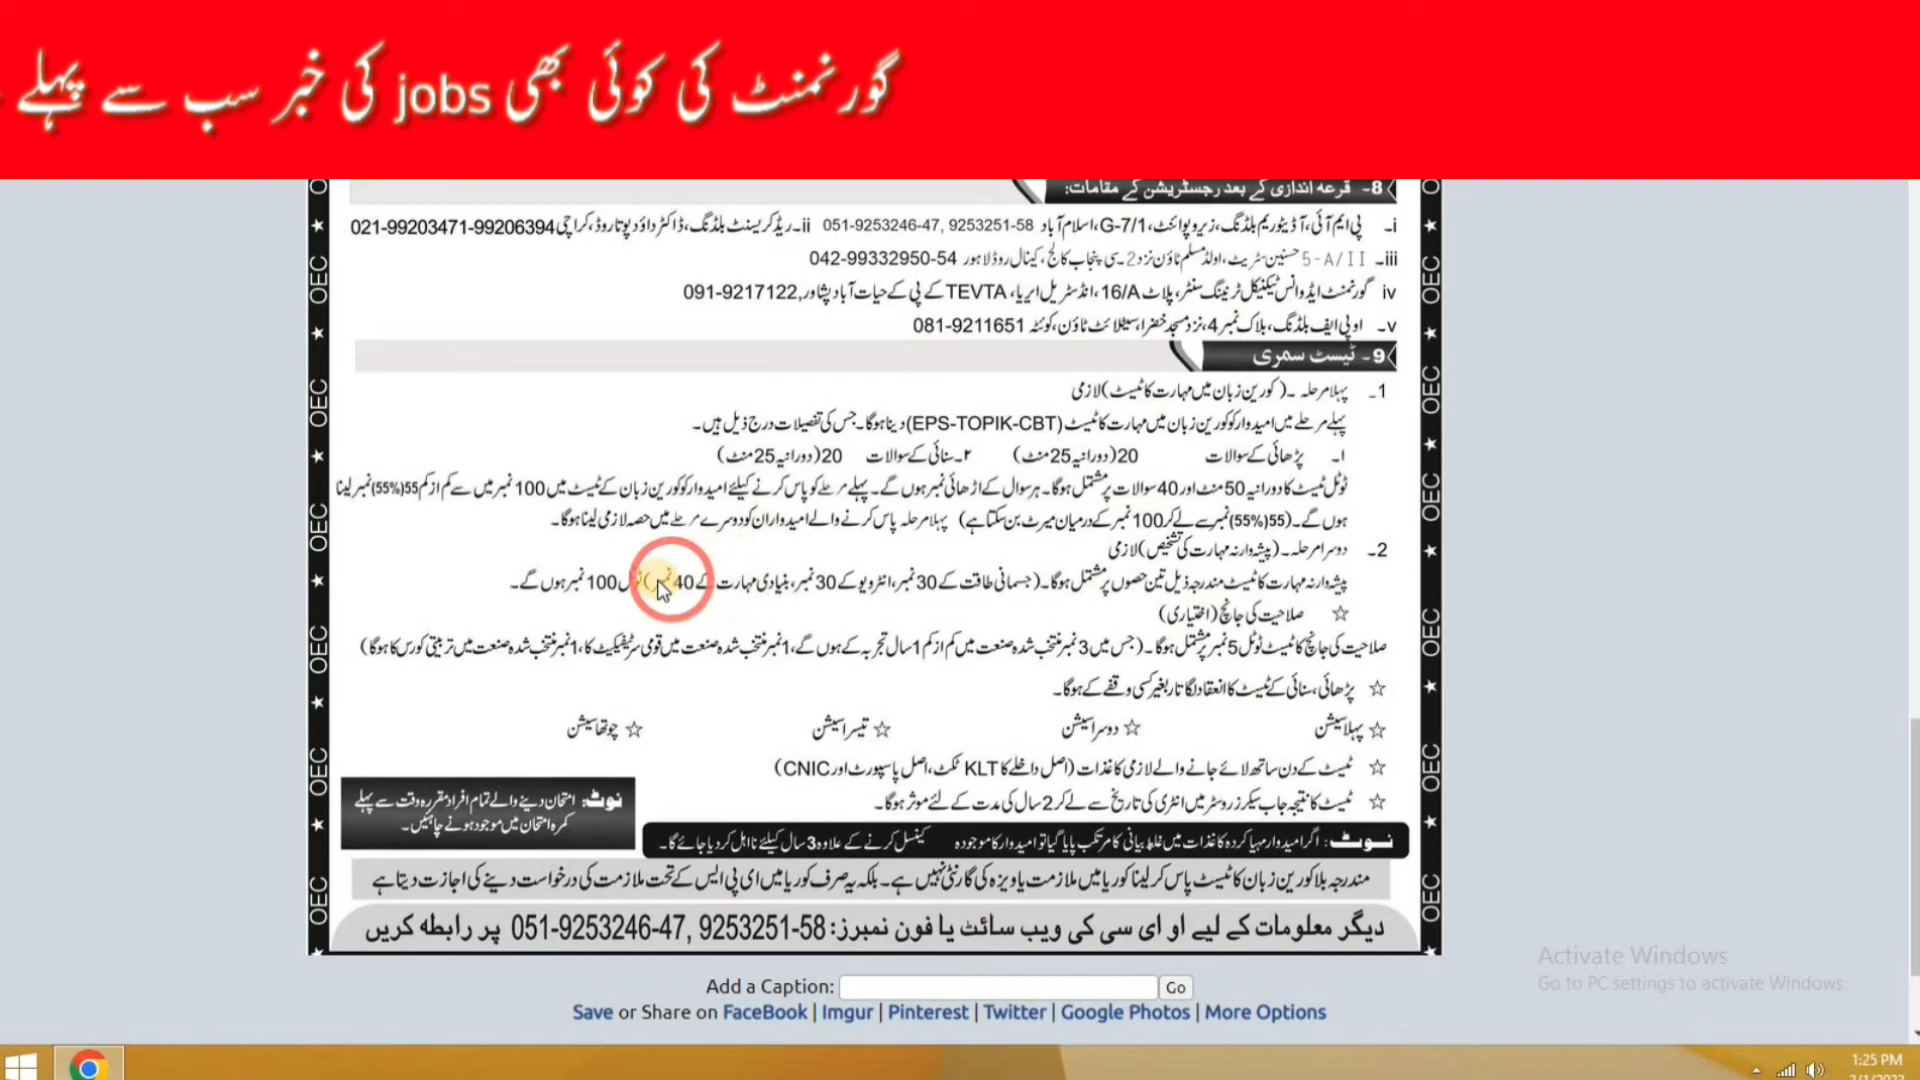 گورنمنٹ کی کوئی بھی jobs کی خبر سب سے پہلے
8۔ قرعہ اندازی کے بعد رجسٹریشن کے مقامات:
i۔ پی ایم آئی، آڈیٹوریم بلڈنگ، زیروپوائنٹ، G-7/1، اسلام آباد 051-9253246-47, 9253251-58 ii۔ ریڈ کریسنٹ بلڈنگ، ڈاکٹر داؤد پوتا روڈ، کراچی 021-99203471-99206394
iii۔ 5-A/II حسنین سٹریٹ، اولڈ مسلم ٹاؤن نزد 2۔سی پنجاب کالج، کینال روڈ لاہور 042-99332950-54
iv گورنمنٹ ایڈوانس ٹیکنیکل ٹریننگ سنٹر، پلاٹ 16/A، انڈسٹریل ایریا، TEVTA کے پی کے حیات آباد پشاور, 091-9217122
v۔ او پی ایف بلڈنگ، بلاک نمبر 4، نزد مسجد خضرا، سیٹلائٹ ٹاؤن، کوئٹہ 081-9211651
9۔ ٹیسٹ سمری
1۔ پہلا مرحلہ ۔ (کورین زبان میں مہارت کا ٹیسٹ) لازمی
پہلے مرحلے میں امیدوار کو کورین زبان میں مہارت کا ٹیسٹ (EPS-TOPIK-CBT) دینا ہوگا۔ جس کی تفصیلات درج ذیل ہیں۔
۱۔ پڑھائی کے سوالات 20 (دورانیہ 25 منٹ) ۲۔ سنائی کے سوالات 20 (دورانیہ 25 منٹ)
ٹوٹل ٹیسٹ کا دورانیہ 50 منٹ اور 40 سوالات پر مشتمل ہوگا۔ ہر سوال کے اڑھائی نمبر ہوں گے۔ پہلے مرحلے کو پاس کرنے کیلئے امیدوار کو کورین زبان کے ٹیسٹ میں 100 نمبر میں سے کم از کم 55 (55%) نمبر لینا
ہوں گے۔ (55 (55%) نمبر سے لے کر 100 نمبر کے درمیان میرٹ بن سکتا ہے) پہلا مرحلہ پاس کرنے والے امیدواران کو دوسرے مرحلے میں حصہ لازمی لینا ہوگا۔
2۔ دوسرا مرحلہ ۔ (پیشہ وارانہ مہارت کی تشخیص) لازمی
پیشہ وارانہ مہارت کا ٹیسٹ مندرجہ ذیل تین حصوں پر مشتمل ہوگا۔ (جسمانی طاقت کے 30 نمبر، انٹرویو کے 30 نمبر، بنیادی مہارت کے 40 نمبر) ٹوٹل 100 نمبر ہوں گے۔
☆ صلاحیت کی جانچ (اختیاری)
صلاحیت کی جانچ کا ٹیسٹ ٹوٹل 5 نمبر پر مشتمل ہوگا۔ (جس میں 3 نمبر منتخب شدہ صنعت میں کم از کم 1 سال تجربہ کے ہوں گے، 1 نمبر منتخب شدہ صنعت میں قومی سرٹیفکیٹ کا، 1 نمبر منتخب شدہ صنعت میں تربیتی کورس کا ہوگا)
☆ پڑھائی، سنائی کے ٹیسٹ کا انعقاد لگاتار بغیر کسی وقفے کے ہوگا۔
☆ پہلا سیشن ☆ دوسرا سیشن ☆ تیسرا سیشن ☆ چوتھا سیشن
☆ ٹیسٹ کے دن ساتھ لائے جانے والے لازمی کاغذات (اصل داخلے کا KLT ٹکٹ، اصل پاسپورٹ اور CNIC)
☆ ٹیسٹ کا نتیجہ جاب سیکرز روسٹر میں انٹری کی تاریخ سے لے کر 2 سال کی مدت کے لئے موثر ہوگا۔
نوٹ: امتحان دینے والے تمام افراد مقررہ وقت سے پہلے
کمرہ امتحان میں موجود ہونے چاہئیں۔
نوٹ: اگر امیدوار مہیا کردہ کاغذات میں غلط بیانی کا مرتکب پایا گیا تو امیدوار کا موجودہ کینسل کرنے کے علاوہ 3 سال کیلئے نااہل کر دیا جائے گا۔
مندرجہ بلا کورین زبان کا ٹیسٹ پاس کر لینا کوریا میں ملازمت یا ویزہ کی گارنٹی نہیں ہے۔ بلکہ یہ صرف کوریا میں ای پی ایس کے تحت ملازمت کی درخواست دینے کی اجازت دیتا ہے
دیگر معلومات کے لیے او ای سی کی ویب سائٹ یا فون نمبرز: 051-9253246-47, 9253251-58 پر رابطہ کریں
OEC OEC OEC OEC OEC OEC
OEC OEC OEC OEC OEC OEC
Add a Caption: Go
Save or Share on FaceBook | Imgur | Pinterest | Twitter | Google Photos | More Options
Activate Windows
Go to PC settings to activate Windows.
1:25 PM